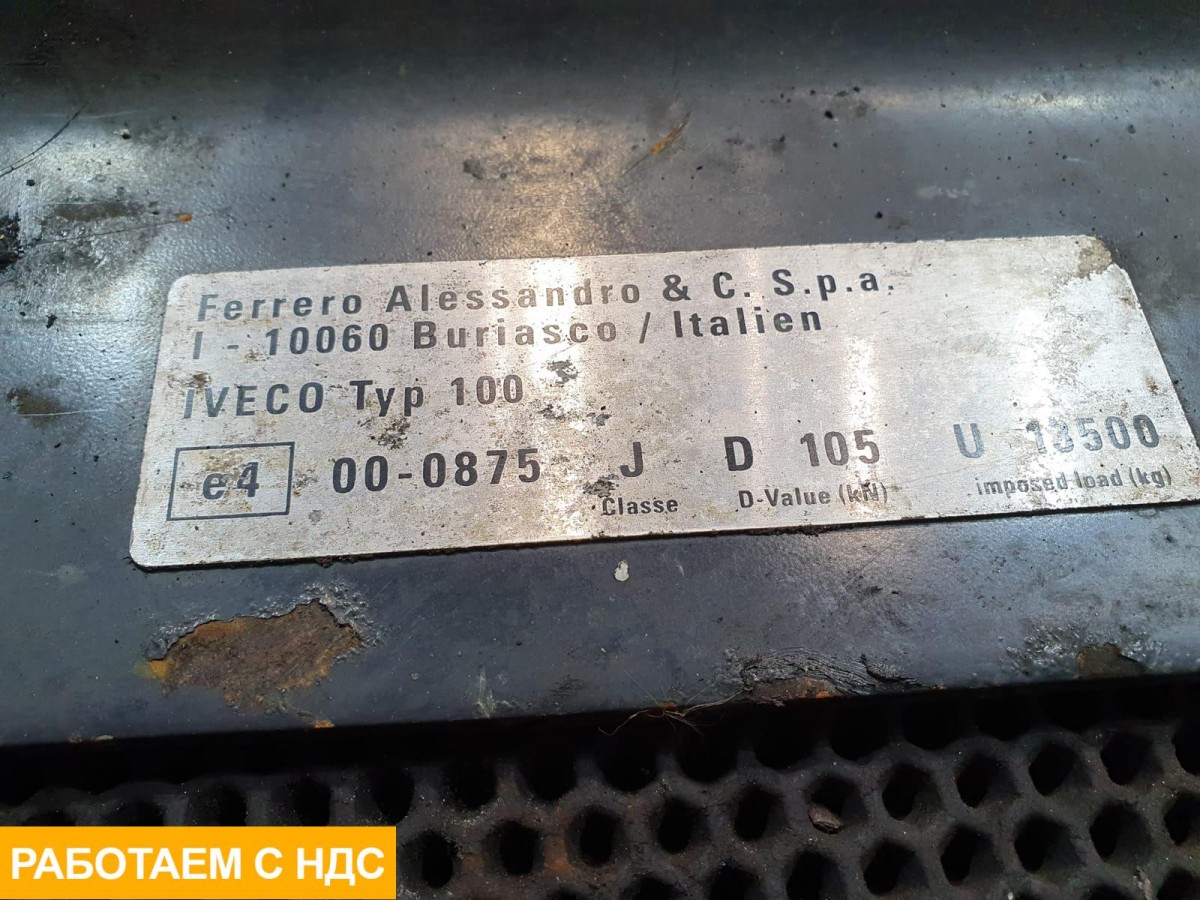 Ferrero Alessandro & C. S.p.a.
I - 10060 Buriasco / Italien
IVECO Typ 100
e4 00-0875 J D 105 U 18500
Classe D-Value (kN) imposed load (kg)
РАБОТАЕМ С НДС